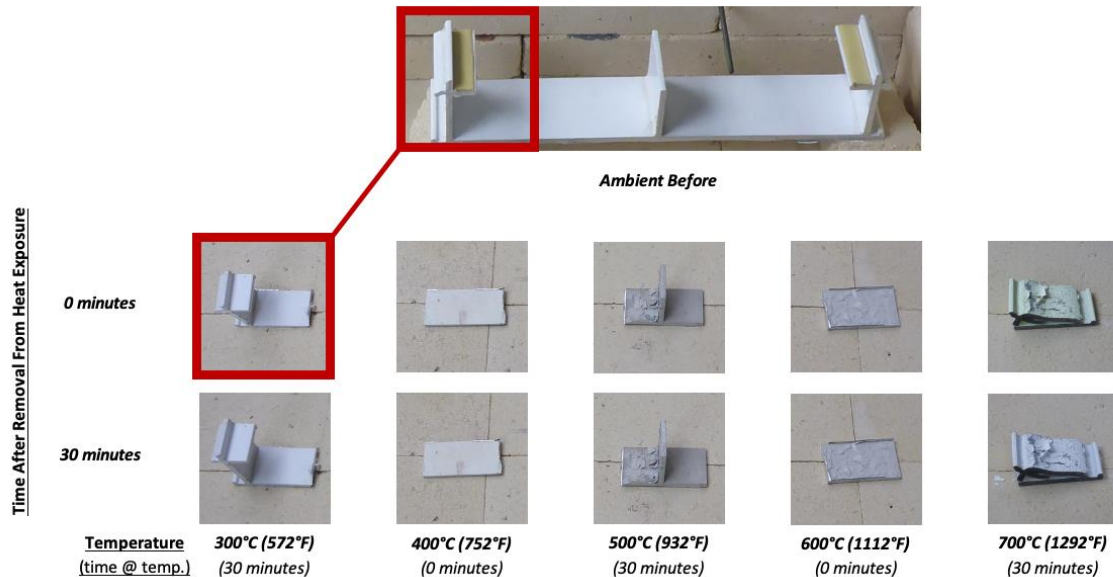 Ambient Before
Time After Removal From Heat Exposure
0 minutes
30 minutes
Temperature 300°C (572°F) 400°C (752°F) 500°C (932°F) 600°C (1112°F) 700°C (1292°F)
(time @ temp.) (30 minutes) (0 minutes) (30 minutes) (0 minutes) (30 minutes)